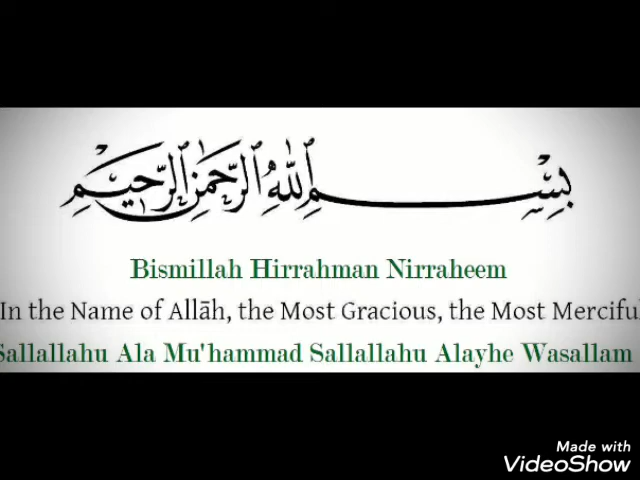 بِسْمِ اللهِ الرَّحْمٰنِ الرَّحِيْمِ
Bismillah Hirrahman Nirraheem
In the Name of Allāh, the Most Gracious, the Most Merciful
Sallallahu Ala Mu'hammad Sallallahu Alayhe Wasallam
Made with
VideoShow